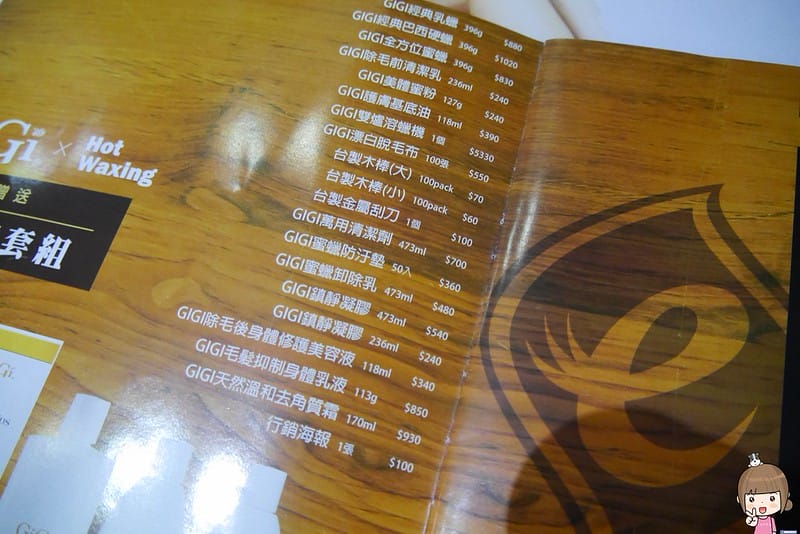 GIGI經典乳蠟 396g $880
GIGI經典巴西硬蠟 396g $1020
GIGI全方位蜜蠟 396g $830
GIGI除毛前清潔乳 236ml $240
GIGI美體蜜粉 127g $240
GIGI護膚基底油 118ml $390
GIGI雙爐溶蠟機 1個 $5330
GIGI漂白脫毛布 100張 $550
台製木棒(大) 100pack $70
台製木棒(小) 100pack $60
台製金屬刮刀 1個 $100
GIGI萬用清潔劑 473ml $700
GIGI蜜蠟防汙墊 50入 $360
GIGI蜜蠟卸除乳 473ml $480
GIGI鎮靜凝膠 473ml $540
GIGI鎮靜凝膠 236ml $240
GIGI除毛後身體修護美容液 118ml $340
GIGI毛髮抑制身體乳液 113g $850
GIGI天然溫和去角質霜 170ml $930
行銷海報 1張 $100
Gi × Hot
Waxing
送
套組
Gi.
GiGi